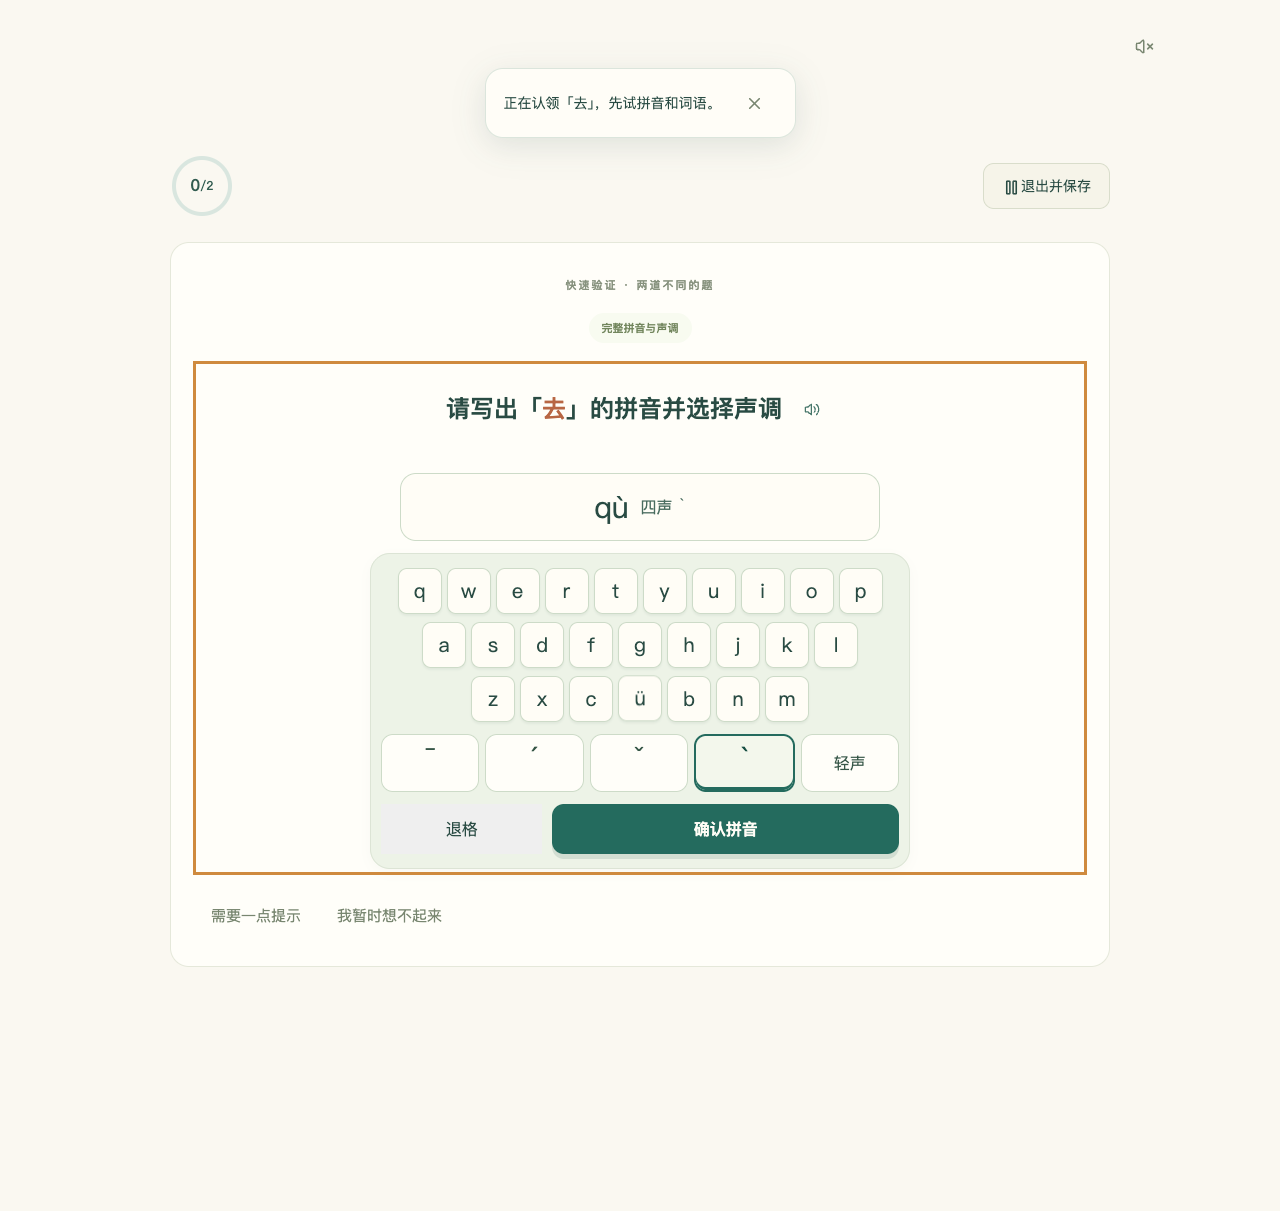 正在认领「去」，先试拼音和词语。
0/2
退出并保存
快速验证 · 两道不同的题
完整拼音与声调
请写出「去」的拼音并选择声调
qù 四声 ˋ
q w e r t y u i o p
a s d f g h j k l
z x c ü b n m
ˉ ˊ ˇ ˋ 轻声
退格 确认拼音
需要一点提示 我暂时想不起来